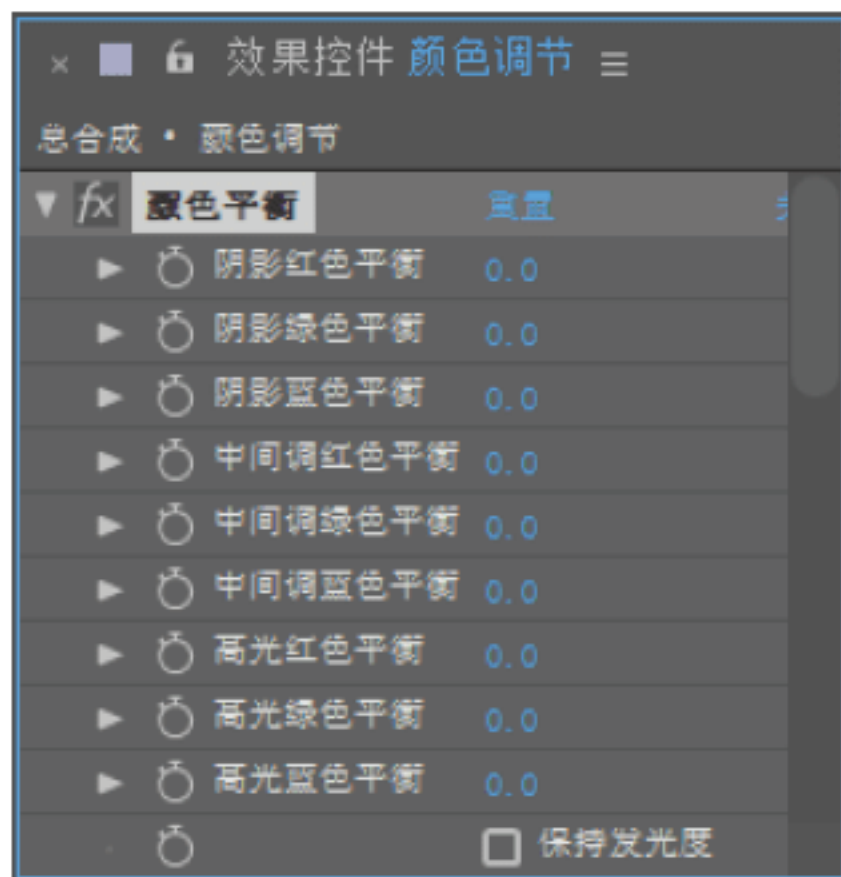 效果控件 颜色调节
总合成 • 颜色调节
fx 颜色平衡 重置
阴影红色平衡 0.0
阴影绿色平衡 0.0
阴影蓝色平衡 0.0
中间调红色平衡 0.0
中间调绿色平衡 0.0
中间调蓝色平衡 0.0
高光红色平衡 0.0
高光绿色平衡 0.0
高光蓝色平衡 0.0
保持发光度